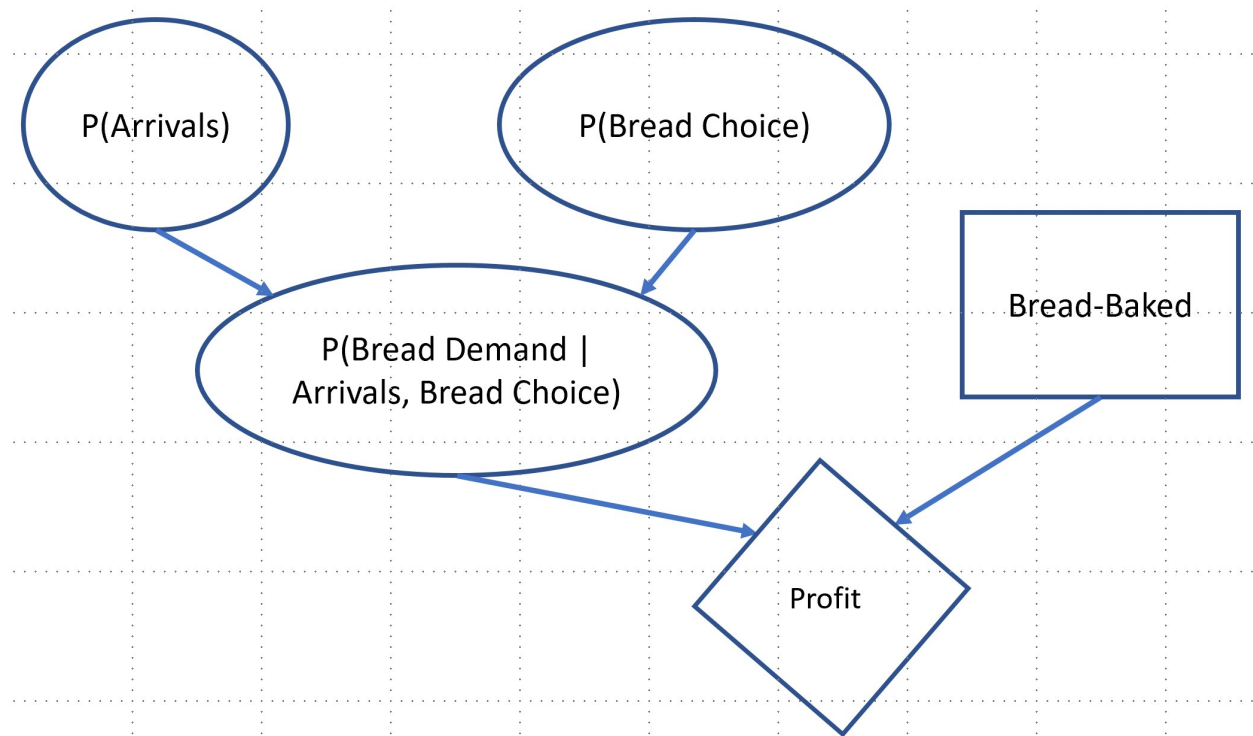 P(Arrivals)
P(Bread Choice)
Bread-Baked
P(Bread Demand |
Arrivals, Bread Choice)
Profit